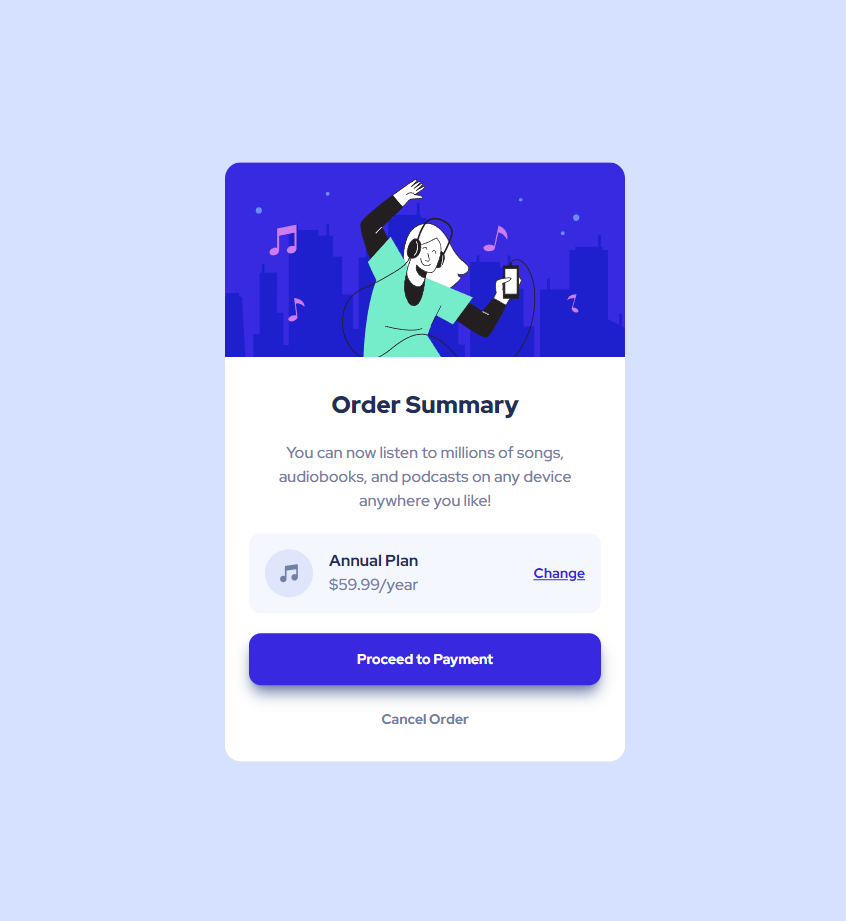 Order Summary
You can now listen to millions of songs,
audiobooks, and podcasts on any device
anywhere you like!
Annual Plan
$59.99/year
Change
Proceed to Payment
Cancel Order